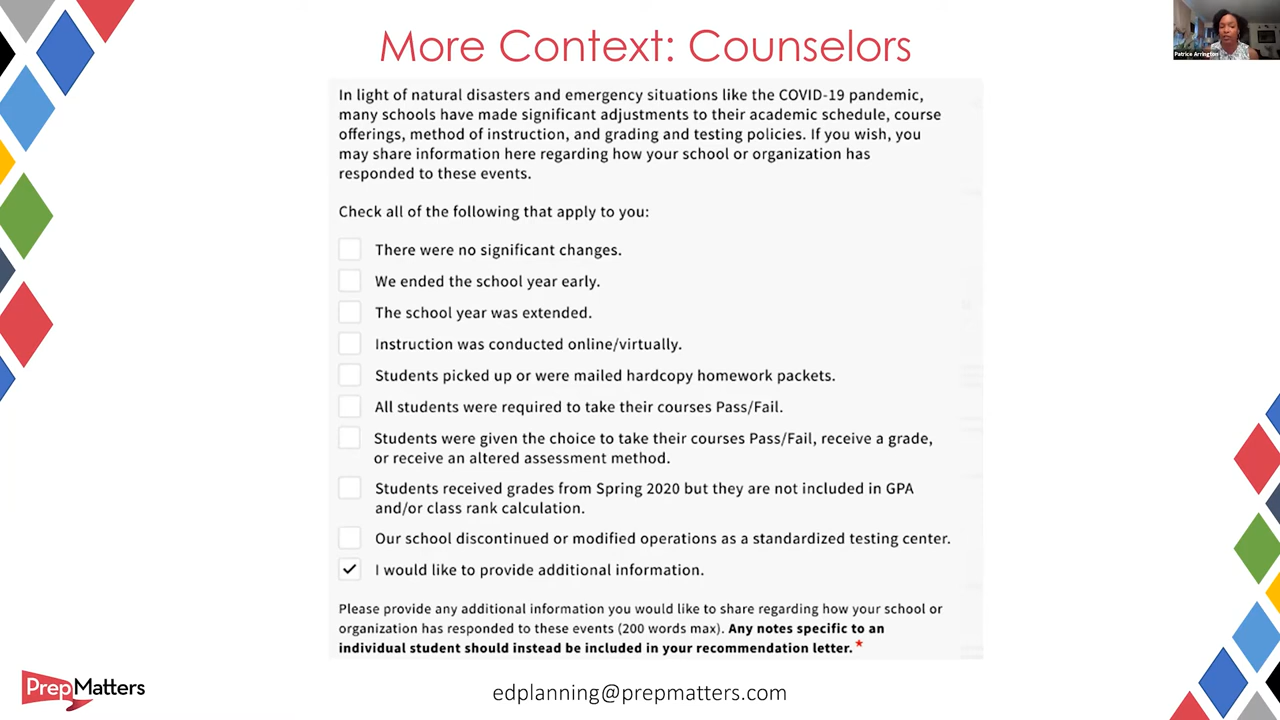 More Context: Counselors
Patrice Arrington
In light of natural disasters and emergency situations like the COVID-19 pandemic,
many schools have made significant adjustments to their academic schedule, course
offerings, method of instruction, and grading and testing policies. If you wish, you
may share information here regarding how your school or organization has
responded to these events.
Check all of the following that apply to you:
There were no significant changes.
We ended the school year early.
The school year was extended.
Instruction was conducted online/virtually.
Students picked up or were mailed hardcopy homework packets.
All students were required to take their courses Pass/Fail.
Students were given the choice to take their courses Pass/Fail, receive a grade,
or receive an altered assessment method.
Students received grades from Spring 2020 but they are not included in GPA
and/or class rank calculation.
Our school discontinued or modified operations as a standardized testing center.
I would like to provide additional information.
Please provide any additional information you would like to share regarding how your school or
organization has responded to these events (200 words max). Any notes specific to an
individual student should instead be included in your recommendation letter. *
PrepMatters
edplanning@prepmatters.com